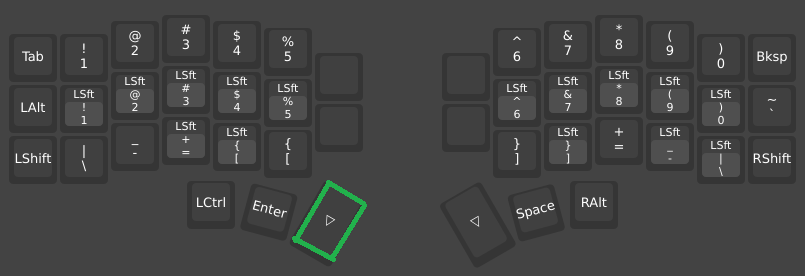 Tab ! 1 @ 2 # 3 $ 4 % 5 ^ 6 & 7 * 8 ( 9 ) 0 Bksp
LAlt LSft ! 1 LSft @ 2 LSft # 3 LSft $ 4 LSft % 5 LSft ^ 6 LSft & 7 LSft * 8 LSft ( 9 LSft ) 0 ~ `
LShift | \ _ - LSft + = LSft { [ { [ } ] LSft } ] + = LSft _ - LSft | \ RShift
LCtrl Enter ▷ ◁ Space RAlt